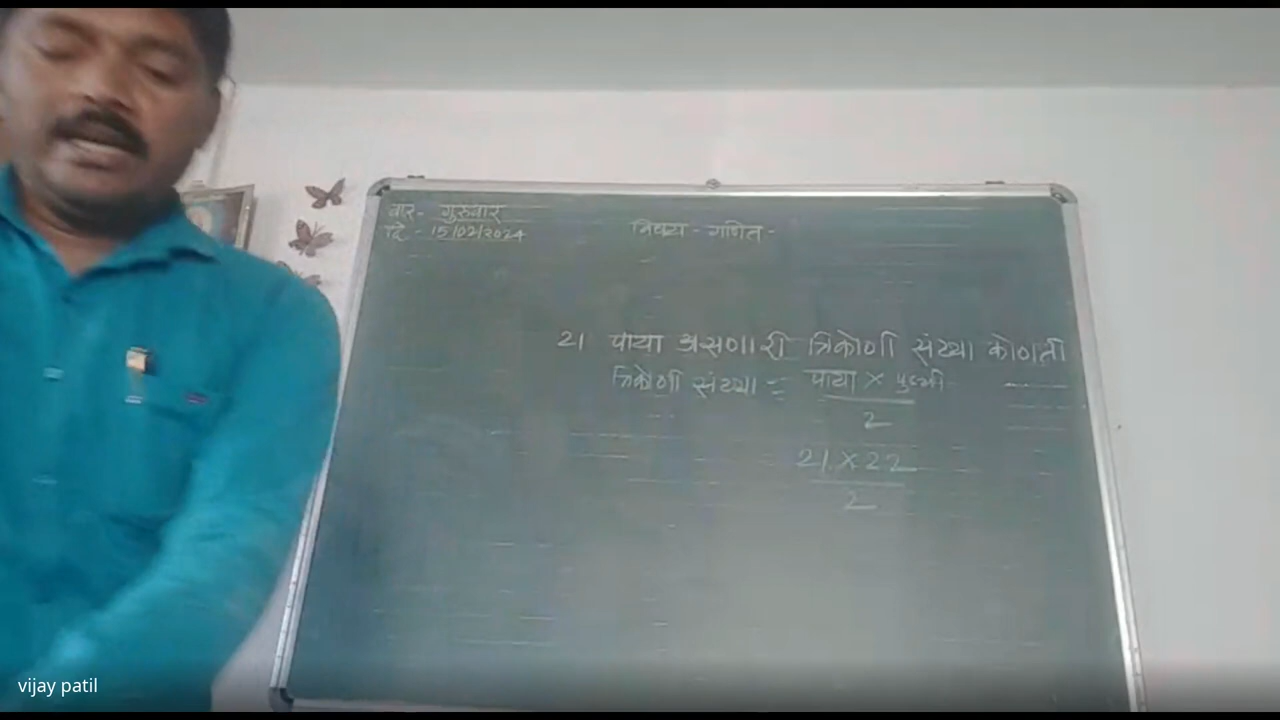 वार- गुरुवार
दि - 15/02/2024
विषय - गणित -
21 पाया असणारी त्रिकोणी संख्या कोणती
त्रिकोणी संख्या = पाया × पुढची
2
21 × 22
2
vijay patil